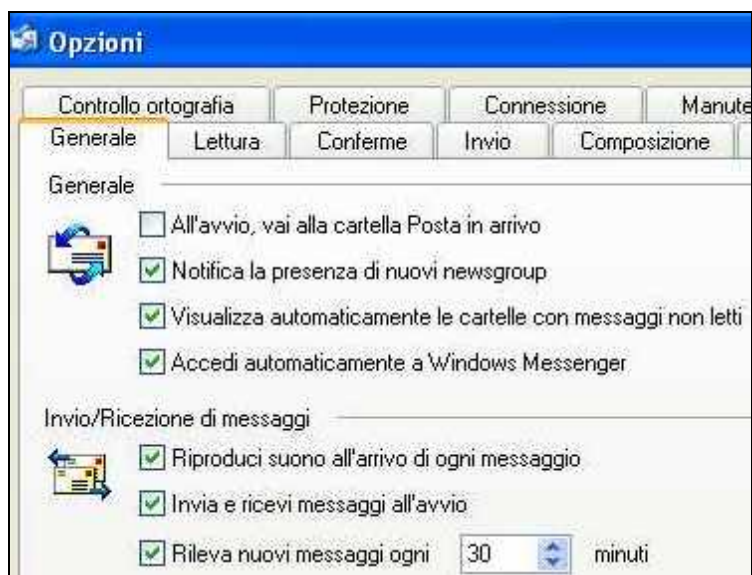 Opzioni
Controllo ortografia Protezione Connessione Manute
Generale Lettura Conferme Invio Composizione
Generale
All'avvio, vai alla cartella Posta in arrivo
Notifica la presenza di nuovi newsgroup
Visualizza automaticamente le cartelle con messaggi non letti
Accedi automaticamente a Windows Messenger
Invio/Ricezione di messaggi
Riproduci suono all'arrivo di ogni messaggio
Invia e ricevi messaggi all'avvio
Rileva nuovi messaggi ogni 30 minuti